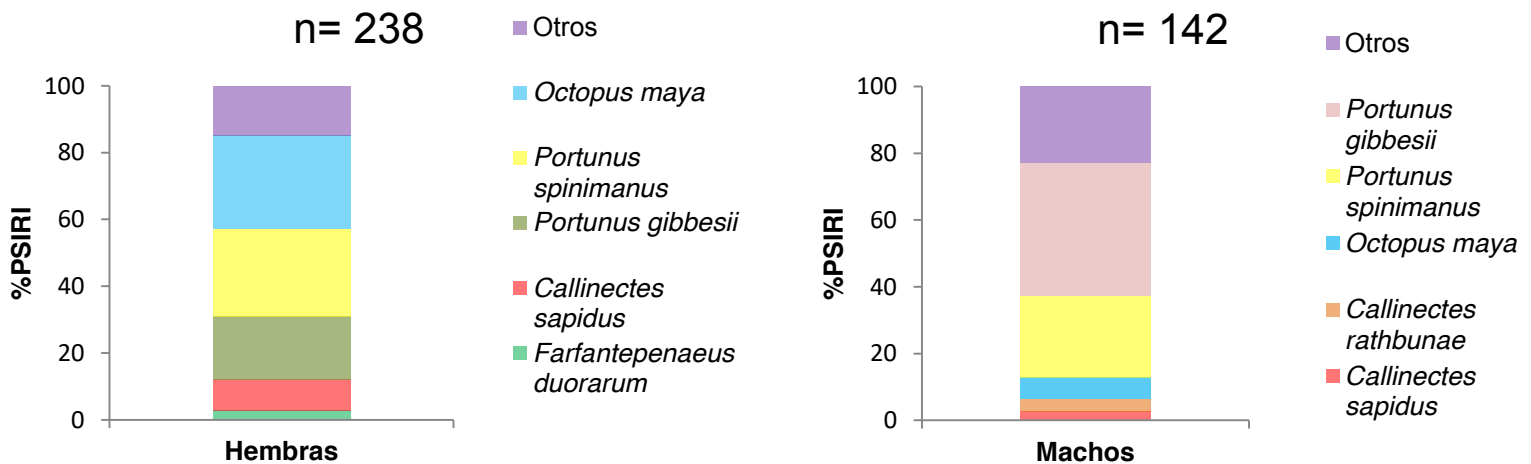 n= 238
%PSIRI
100
80
60
40
20
0
Hembras
Otros
Octopus maya
Portunus
spinimanus
Portunus gibbesii
Callinectes
sapidus
Farfantepenaeus
duorarum
n= 142
%PSIRI
100
80
60
40
20
0
Machos
Otros
Portunus
gibbesii
Portunus
spinimanus
Octopus maya
Callinectes
rathbunae
Callinectes
sapidus